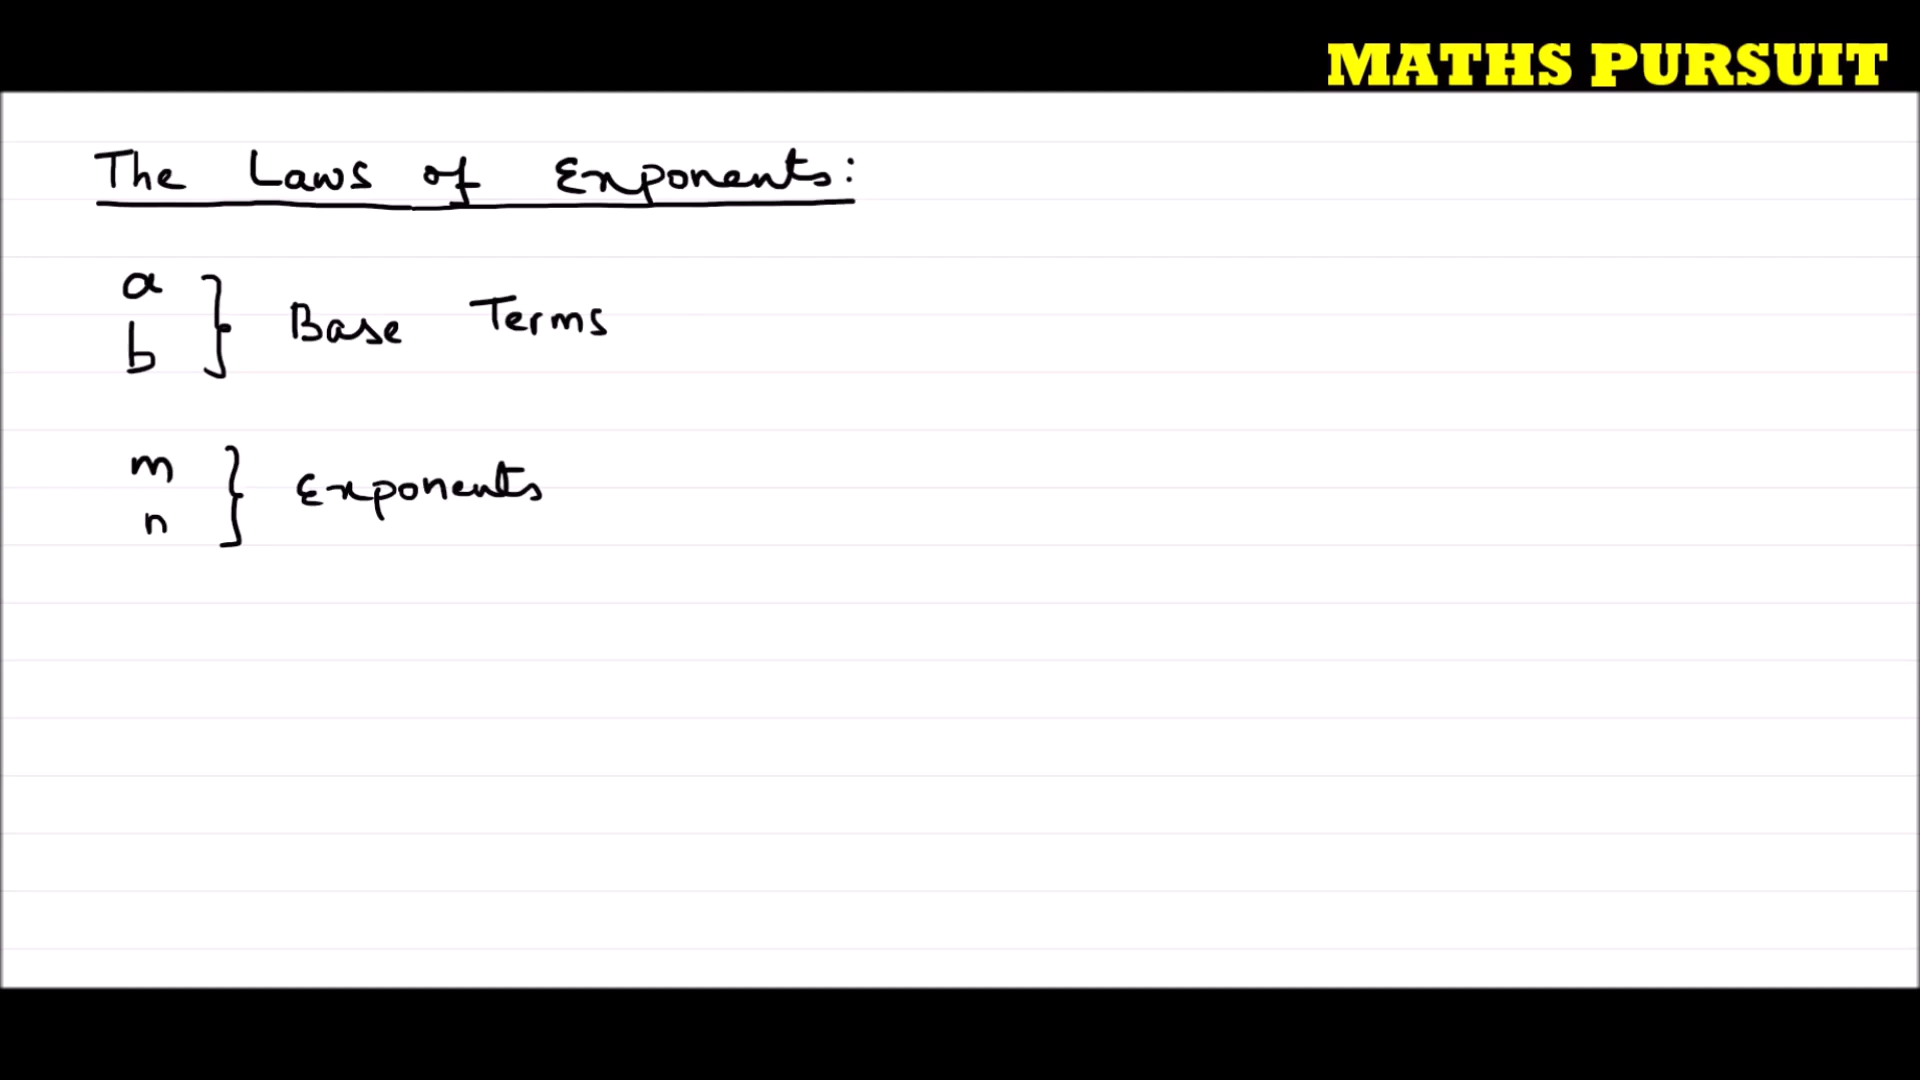 MATHS PURSUIT
The Laws of Exponents:
a
b } Base Terms
m
n } Exponents